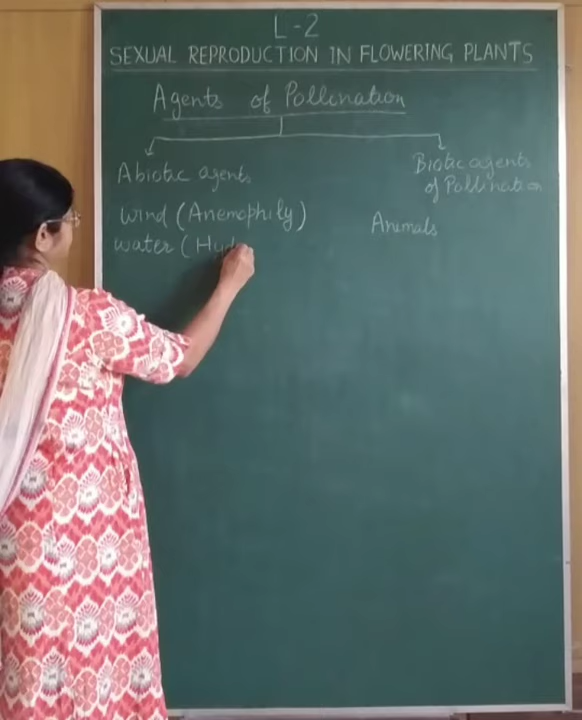 L-2
SEXUAL REPRODUCTION IN FLOWERING PLANTS
Agents of Pollination
Abiotic agents
Biotic agents
of Pollination
wind (Anemophily)
Animals
water (Hyd